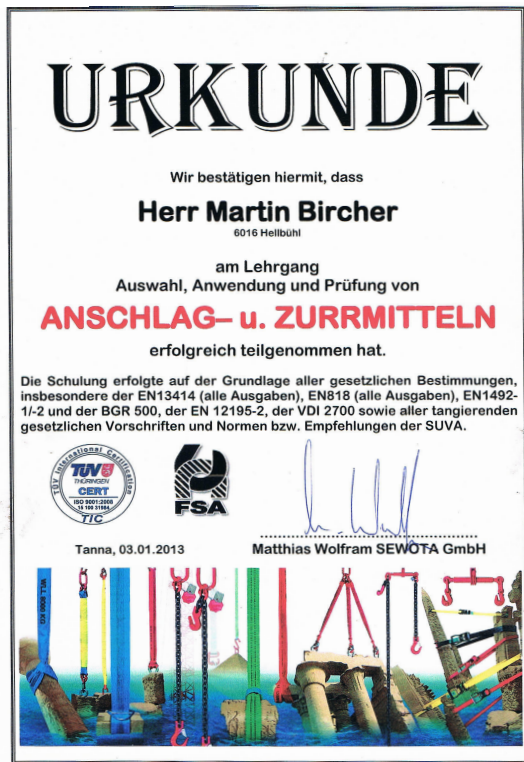 URKUNDE
Wir bestätigen hiermit, dass
Herr Martin Bircher
6016 Hellbühl
am Lehrgang
Auswahl, Anwendung und Prüfung von
ANSCHLAG– u. ZURRMITTELN
erfolgreich teilgenommen hat.
Die Schulung erfolgte auf der Grundlage aller gesetzlichen Bestimmungen,
insbesondere der EN13414 (alle Ausgaben), EN818 (alle Ausgaben), EN1492-
1/-2 und der BGR 500, der EN 12195-2, der VDI 2700 sowie aller tangierenden
gesetzlichen Vorschriften und Normen bzw. Empfehlungen der SUVA.
TÜV International Certification
TÜV
THÜRINGEN
CERT
ISO 9001:2008
TIC
FSA
Tanna, 03.01.2013
Matthias Wolfram SEWOTA GmbH
WLL 8000 KG